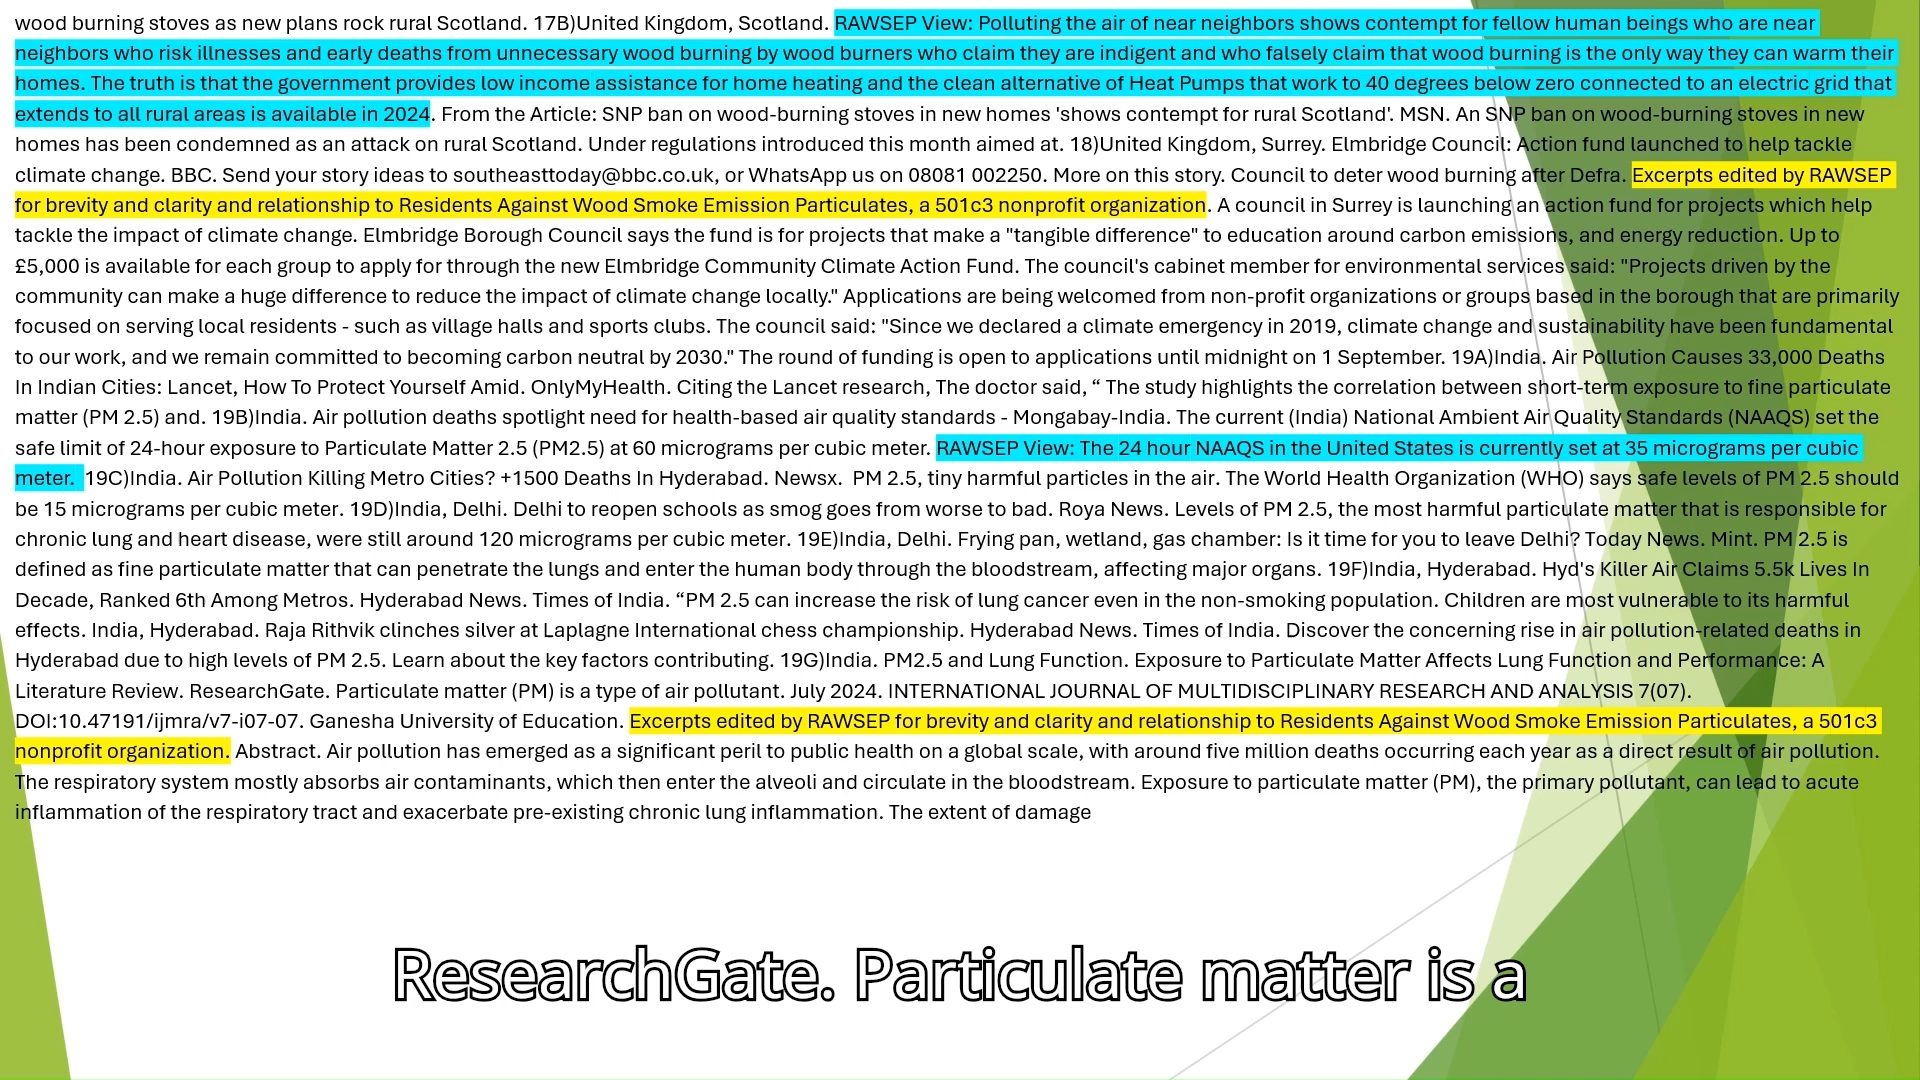 wood burning stoves as new plans rock rural Scotland. 17B)United Kingdom, Scotland. RAWSEP View: Polluting the air of near neighbors shows contempt for fellow human beings who are near
neighbors who risk illnesses and early deaths from unnecessary wood burning by wood burners who claim they are indigent and who falsely claim that wood burning is the only way they can warm their
homes. The truth is that the government provides low income assistance for home heating and the clean alternative of Heat Pumps that work to 40 degrees below zero connected to an electric grid that
extends to all rural areas is available in 2024. From the Article: SNP ban on wood-burning stoves in new homes 'shows contempt for rural Scotland'. MSN. An SNP ban on wood-burning stoves in new
homes has been condemned as an attack on rural Scotland. Under regulations introduced this month aimed at. 18)United Kingdom, Surrey. Elmbridge Council: Action fund launched to help tackle
climate change. BBC. Send your story ideas to southeasttoday@bbc.co.uk, or WhatsApp us on 08081 002250. More on this story. Council to deter wood burning after Defra. Excerpts edited by RAWSEP
for brevity and clarity and relationship to Residents Against Wood Smoke Emission Particulates, a 501c3 nonprofit organization. A council in Surrey is launching an action fund for projects which help
tackle the impact of climate change. Elmbridge Borough Council says the fund is for projects that make a "tangible difference" to education around carbon emissions, and energy reduction. Up to
£5,000 is available for each group to apply for through the new Elmbridge Community Climate Action Fund. The council's cabinet member for environmental services said: "Projects driven by the
community can make a huge difference to reduce the impact of climate change locally." Applications are being welcomed from non-profit organizations or groups based in the borough that are primarily
focused on serving local residents - such as village halls and sports clubs. The council said: "Since we declared a climate emergency in 2019, climate change and sustainability have been fundamental
to our work, and we remain committed to becoming carbon neutral by 2030." The round of funding is open to applications until midnight on 1 September. 19A)India. Air Pollution Causes 33,000 Deaths
In Indian Cities: Lancet, How To Protect Yourself Amid. OnlyMyHealth. Citing the Lancet research, The doctor said, “ The study highlights the correlation between short-term exposure to fine particulate
matter (PM 2.5) and. 19B)India. Air pollution deaths spotlight need for health-based air quality standards - Mongabay-India. The current (India) National Ambient Air Quality Standards (NAAQS) set the
safe limit of 24-hour exposure to Particulate Matter 2.5 (PM2.5) at 60 micrograms per cubic meter. RAWSEP View: The 24 hour NAAQS in the United States is currently set at 35 micrograms per cubic
meter. 19C)India. Air Pollution Killing Metro Cities? +1500 Deaths In Hyderabad. Newsx.  PM 2.5, tiny harmful particles in the air. The World Health Organization (WHO) says safe levels of PM 2.5 should
be 15 micrograms per cubic meter. 19D)India, Delhi. Delhi to reopen schools as smog goes from worse to bad. Roya News. Levels of PM 2.5, the most harmful particulate matter that is responsible for
chronic lung and heart disease, were still around 120 micrograms per cubic meter. 19E)India, Delhi. Frying pan, wetland, gas chamber: Is it time for you to leave Delhi? Today News. Mint. PM 2.5 is
defined as fine particulate matter that can penetrate the lungs and enter the human body through the bloodstream, affecting major organs. 19F)India, Hyderabad. Hyd's Killer Air Claims 5.5k Lives In
Decade, Ranked 6th Among Metros. Hyderabad News. Times of India. “PM 2.5 can increase the risk of lung cancer even in the non-smoking population. Children are most vulnerable to its harmful
effects. India, Hyderabad. Raja Rithvik clinches silver at Laplagne International chess championship. Hyderabad News. Times of India. Discover the concerning rise in air pollution-related deaths in
Hyderabad due to high levels of PM 2.5. Learn about the key factors contributing. 19G)India. PM2.5 and Lung Function. Exposure to Particulate Matter Affects Lung Function and Performance: A
Literature Review. ResearchGate. Particulate matter (PM) is a type of air pollutant. July 2024. INTERNATIONAL JOURNAL OF MULTIDISCIPLINARY RESEARCH AND ANALYSIS 7(07).
DOI:10.47191/ijmra/v7-i07-07. Ganesha University of Education. Excerpts edited by RAWSEP for brevity and clarity and relationship to Residents Against Wood Smoke Emission Particulates, a 501c3
nonprofit organization. Abstract. Air pollution has emerged as a significant peril to public health on a global scale, with around five million deaths occurring each year as a direct result of air pollution.
The respiratory system mostly absorbs air contaminants, which then enter the alveoli and circulate in the bloodstream. Exposure to particulate matter (PM), the primary pollutant, can lead to acute
inflammation of the respiratory tract and exacerbate pre-existing chronic lung inflammation. The extent of damage
ResearchGate. Particulate matter is a